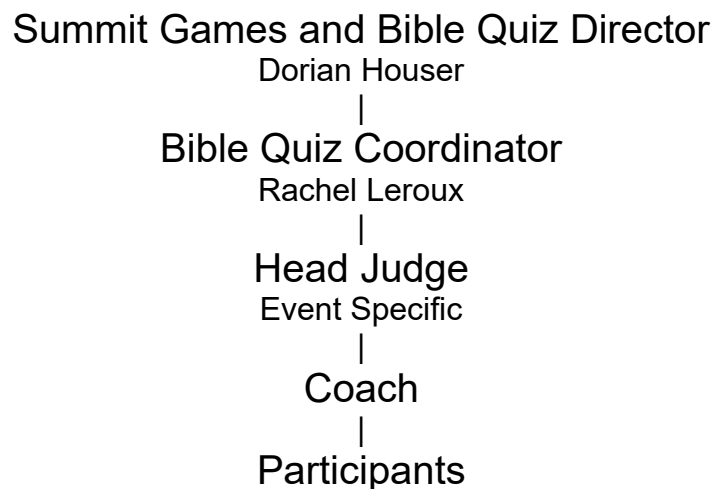 Summit Games and Bible Quiz Director
Dorian Houser
|
Bible Quiz Coordinator
Rachel Leroux
|
Head Judge
Event Specific
|
Coach
|
Participants